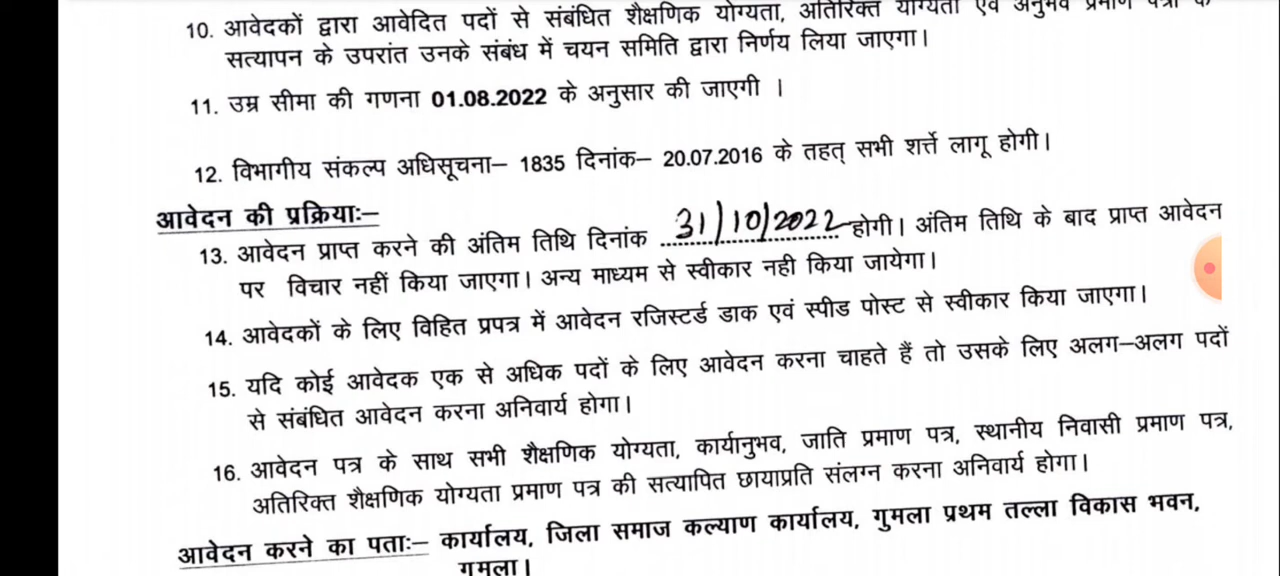 10. आवेदकों द्वारा आवेदित पदों से संबंधित शैक्षणिक योग्यता, अतिरिक्त योग्यता एवं अनुभव प्रमाण पत्रों के
सत्यापन के उपरांत उनके संबंध में चयन समिति द्वारा निर्णय लिया जाएगा।
11. उम्र सीमा की गणना 01.08.2022 के अनुसार की जाएगी ।
12. विभागीय संकल्प अधिसूचना– 1835 दिनांक– 20.07.2016 के तहत् सभी शर्त्ते लागू होगी।
आवेदन की प्रक्रियाः–
13. आवेदन प्राप्त करने की अंतिम तिथि दिनांक 31/10/2022 होगी। अंतिम तिथि के बाद प्राप्त आवेदन
पर विचार नहीं किया जाएगा। अन्य माध्यम से स्वीकार नही किया जायेगा।
14. आवेदकों के लिए विहित प्रपत्र में आवेदन रजिस्टर्ड डाक एवं स्पीड पोस्ट से स्वीकार किया जाएगा।
15. यदि कोई आवेदक एक से अधिक पदों के लिए आवेदन करना चाहते हैं तो उसके लिए अलग–अलग पदों
से संबंधित आवेदन करना अनिवार्य होगा।
16. आवेदन पत्र के साथ सभी शैक्षणिक योग्यता, कार्यानुभव, जाति प्रमाण पत्र, स्थानीय निवासी प्रमाण पत्र,
अतिरिक्त शैक्षणिक योग्यता प्रमाण पत्र की सत्यापित छायाप्रति संलग्न करना अनिवार्य होगा।
आवेदन करने का पताः– कार्यालय, जिला समाज कल्याण कार्यालय, गुमला प्रथम तल्ला विकास भवन,
गुमला।